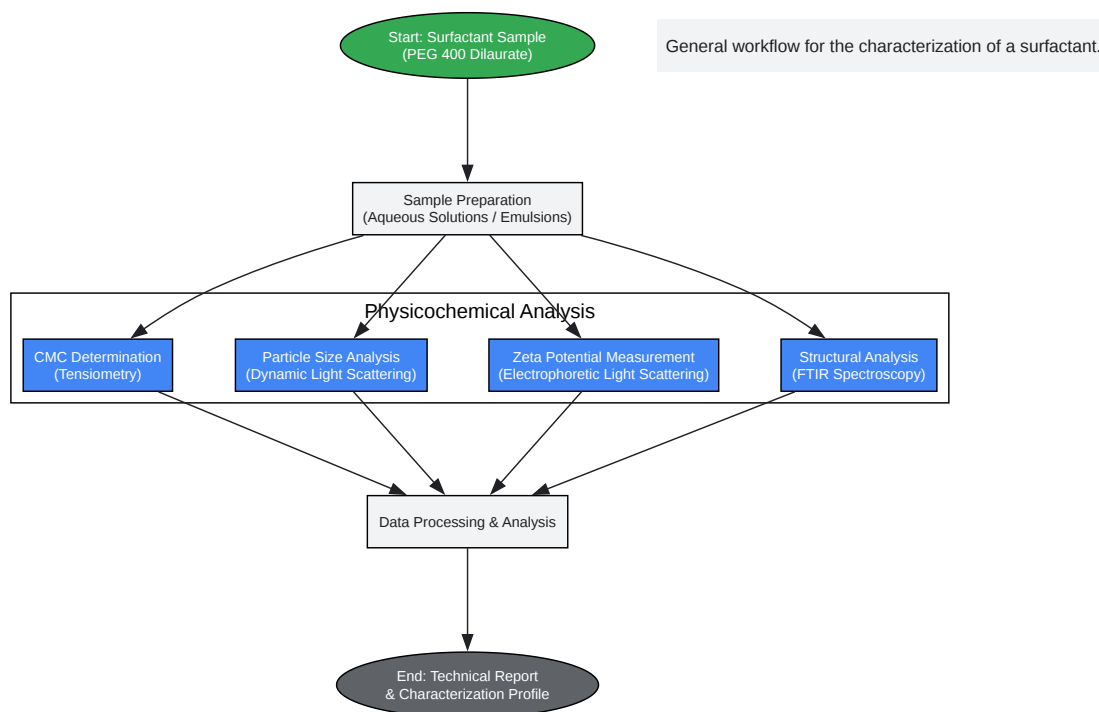 Start: Surfactant Sample
(PEG 400 Dilaurate)
General workflow for the characterization of a surfactant.
Sample Preparation
(Aqueous Solutions / Emulsions)
Physicochemical Analysis
CMC Determination
(Tensiometry)
Particle Size Analysis
(Dynamic Light Scattering)
Zeta Potential Measurement
(Electrophoretic Light Scattering)
Structural Analysis
(FTIR Spectroscopy)
Data Processing & Analysis
End: Technical Report
& Characterization Profile